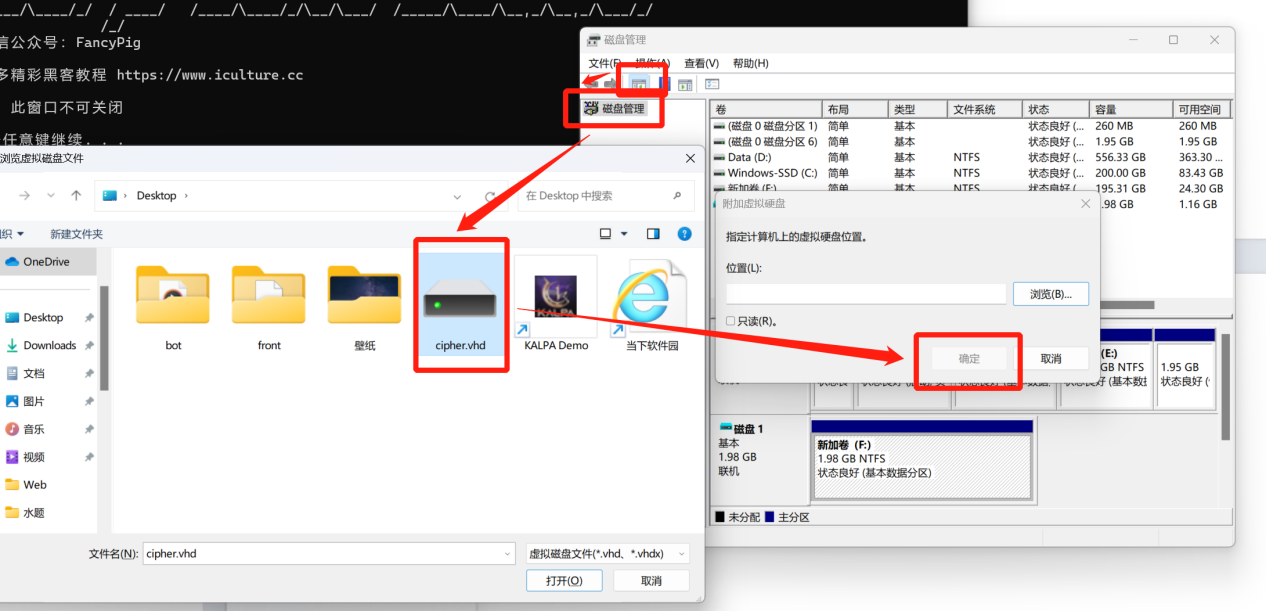 信公众号: FancyPig
多精彩黑客教程 https://www.iculture.cc
此窗口不可关闭
任意键继续. . .
浏览虚拟磁盘文件
Desktop
在 Desktop 中搜索
组织
新建文件夹
OneDrive
Desktop
Downloads
文档
图片
音乐
视频
Web
水题
bot
front
壁纸
cipher.vhd
KALPA
KALPA Demo
当下软件园
文件名(N):
cipher.vhd
虚拟磁盘文件(*.vhd、*.vhdx)
打开(O)
取消
磁盘管理
文件(F) 操作(A) 查看(V) 帮助(H)
磁盘管理
卷 布局 类型 文件系统 状态 容量 可用空间
(磁盘 0 磁盘分区 1) 简单 基本 状态良好 (... 260 MB 260 MB
(磁盘 0 磁盘分区 6) 简单 基本 状态良好 (... 1.95 GB 1.95 GB
Data (D:) 简单 基本 NTFS 状态良好 (... 556.33 GB 363.30 ...
Windows-SSD (C:) 简单 基本 NTFS 状态良好 (... 200.00 GB 83.43 GB
新加卷 (E:) 简单 基本 NTFS 状态良好 (... 195.31 GB 24.30 GB
.98 GB 1.16 GB
附加虚拟硬盘
指定计算机上的虚拟硬盘位置。
位置(L):
浏览(B)...
只读(R)。
确定
取消
(E:)
GB NTFS
状态良好 (基本数据
1.95 GB
状态良好 (
磁盘 1
基本
1.98 GB
联机
新加卷 (F:)
1.98 GB NTFS
状态良好 (基本数据分区)
未分配 主分区